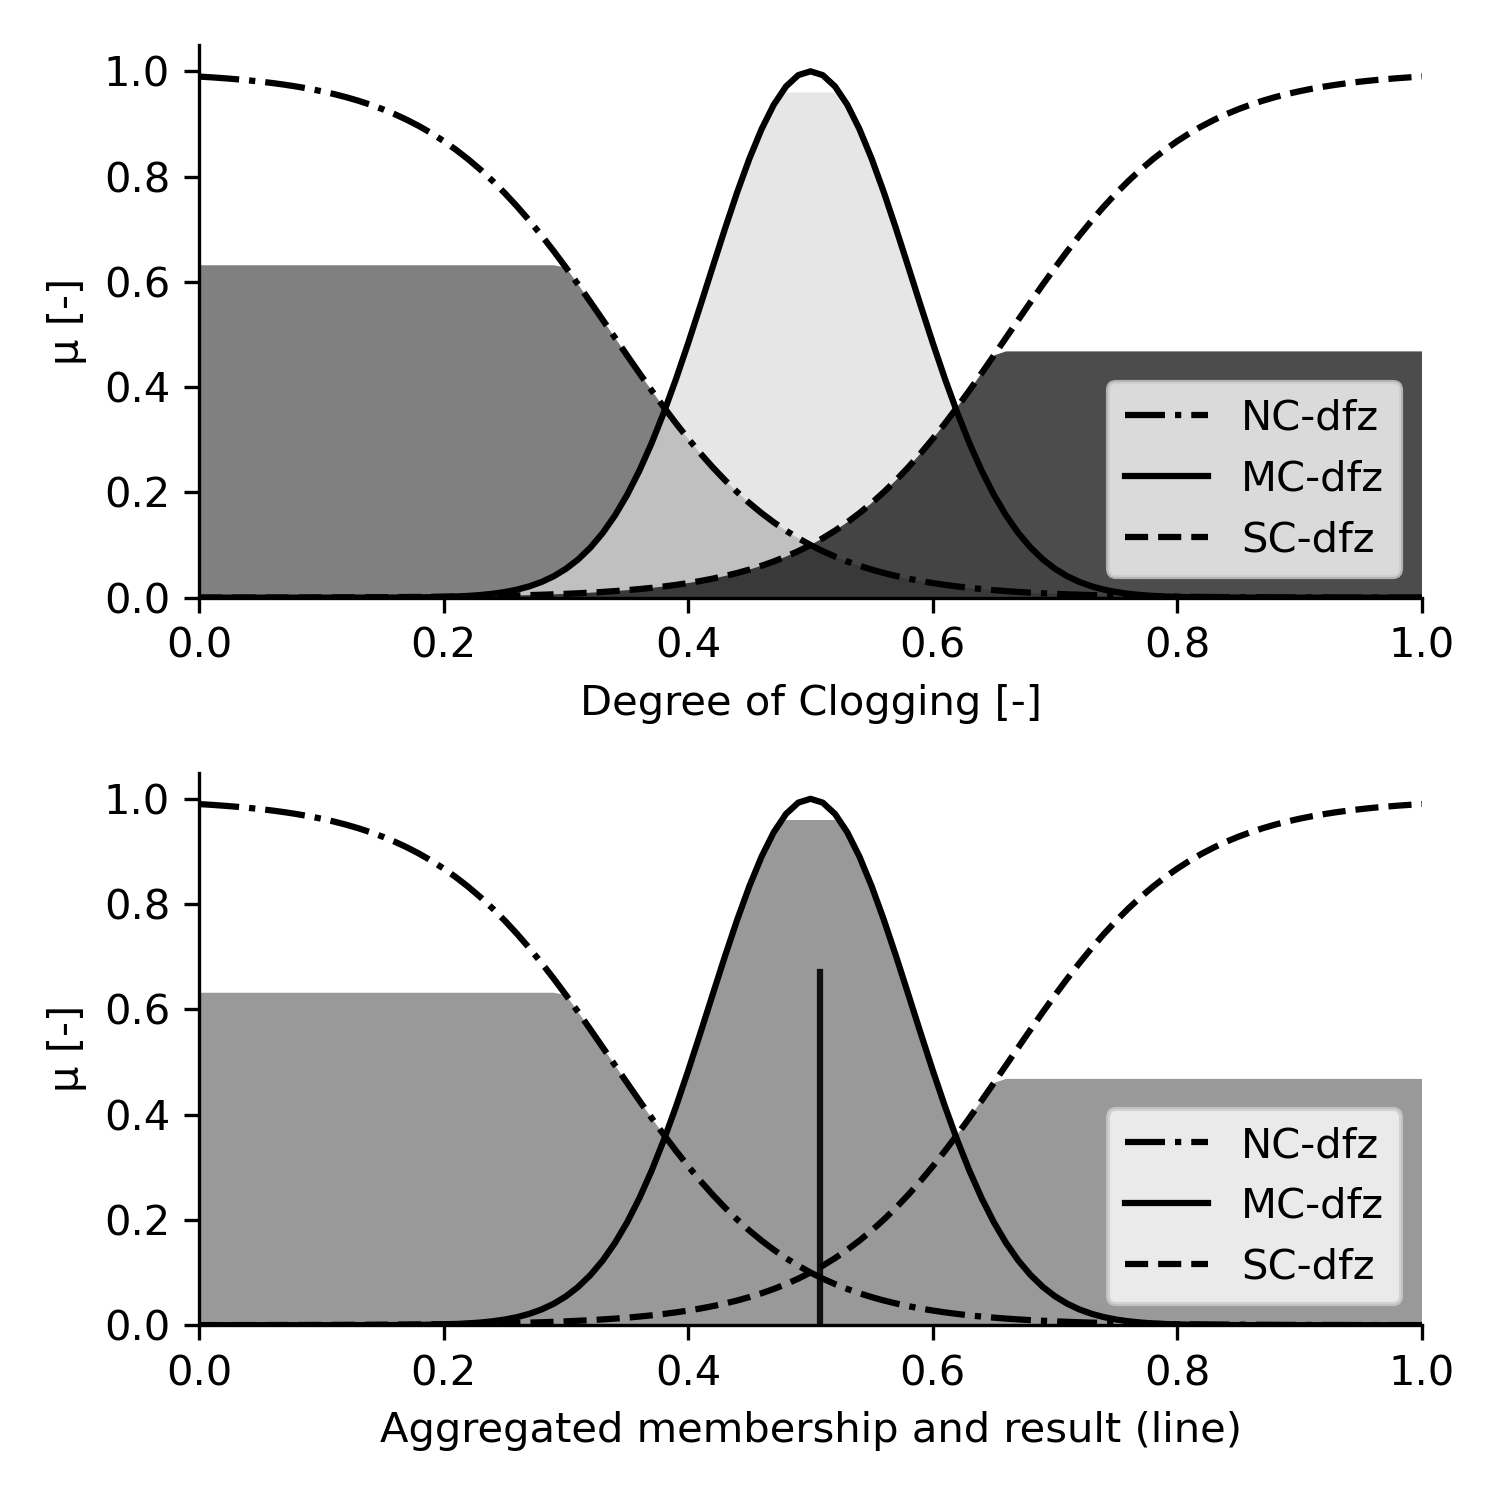 1.0
0.8
0.6
0.4
0.2
0.0
μ [-]
0.0 0.2 0.4 0.6 0.8 1.0
Degree of Clogging [-]
NC-dfz
MC-dfz
SC-dfz
1.0
0.8
0.6
0.4
0.2
0.0
μ [-]
0.0 0.2 0.4 0.6 0.8 1.0
Aggregated membership and result (line)
NC-dfz
MC-dfz
SC-dfz